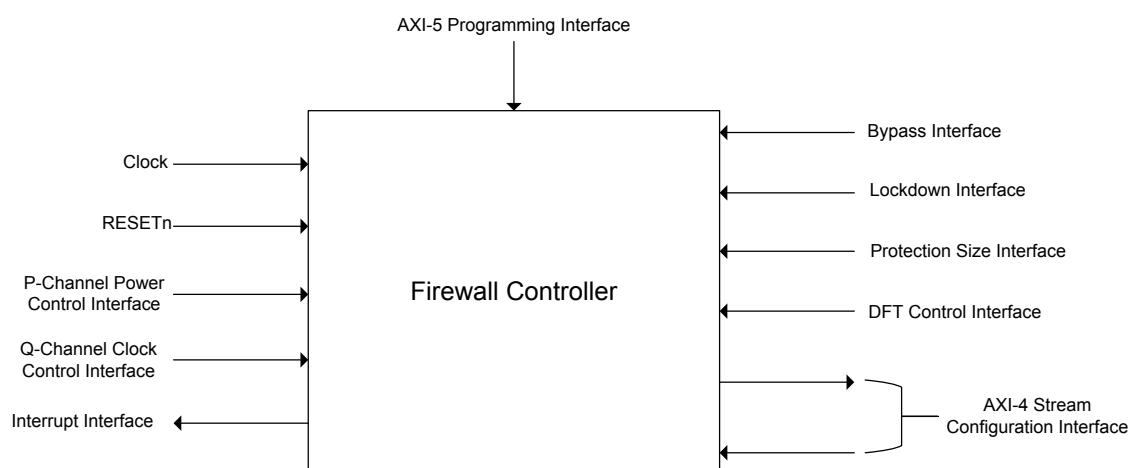 AXI-5 Programming Interface
Clock
RESETn
P-Channel Power
Control Interface
Q-Channel Clock
Control Interface
Interrupt Interface
Firewall Controller
Bypass Interface
Lockdown Interface
Protection Size Interface
DFT Control Interface
AXI-4 Stream
Configuration Interface